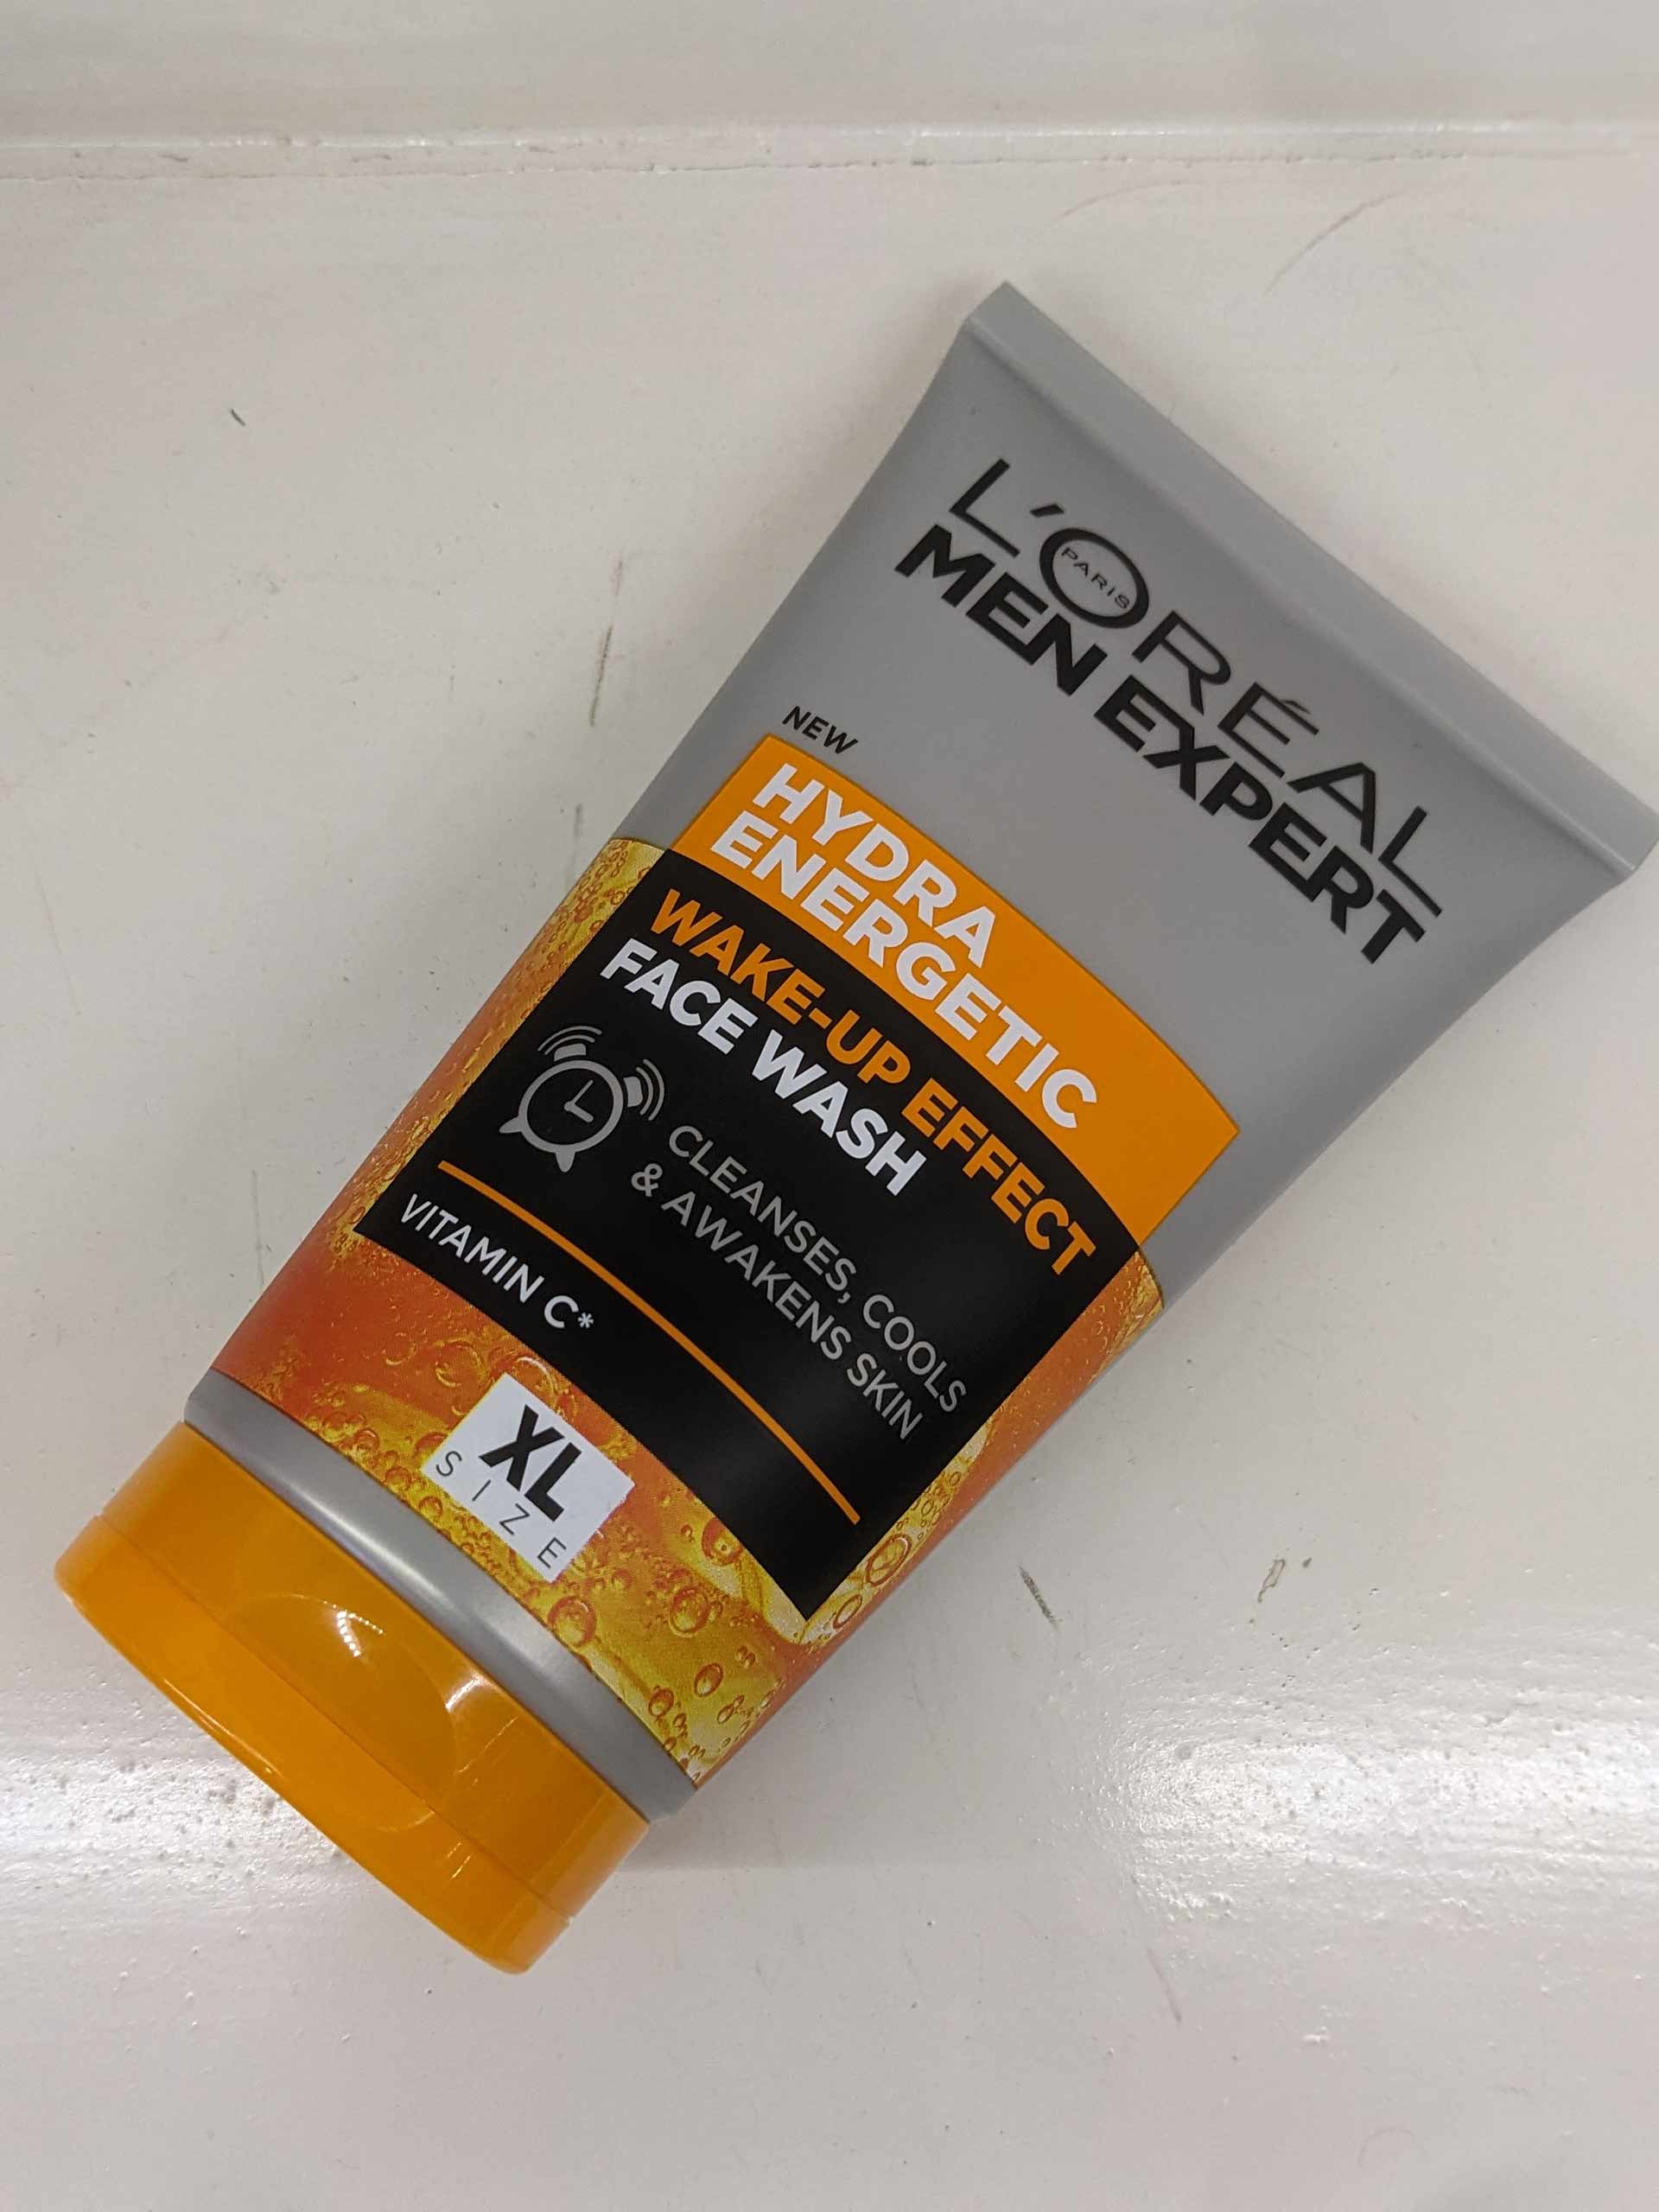 L'ORÉAL
PARIS
MEN EXPERT
NEW
HYDRA
ENERGETIC
WAKE-UP EFFECT
FACE WASH
CLEANSES, COOLS
& AWAKENS SKIN
VITAMIN C*
XL
SIZE